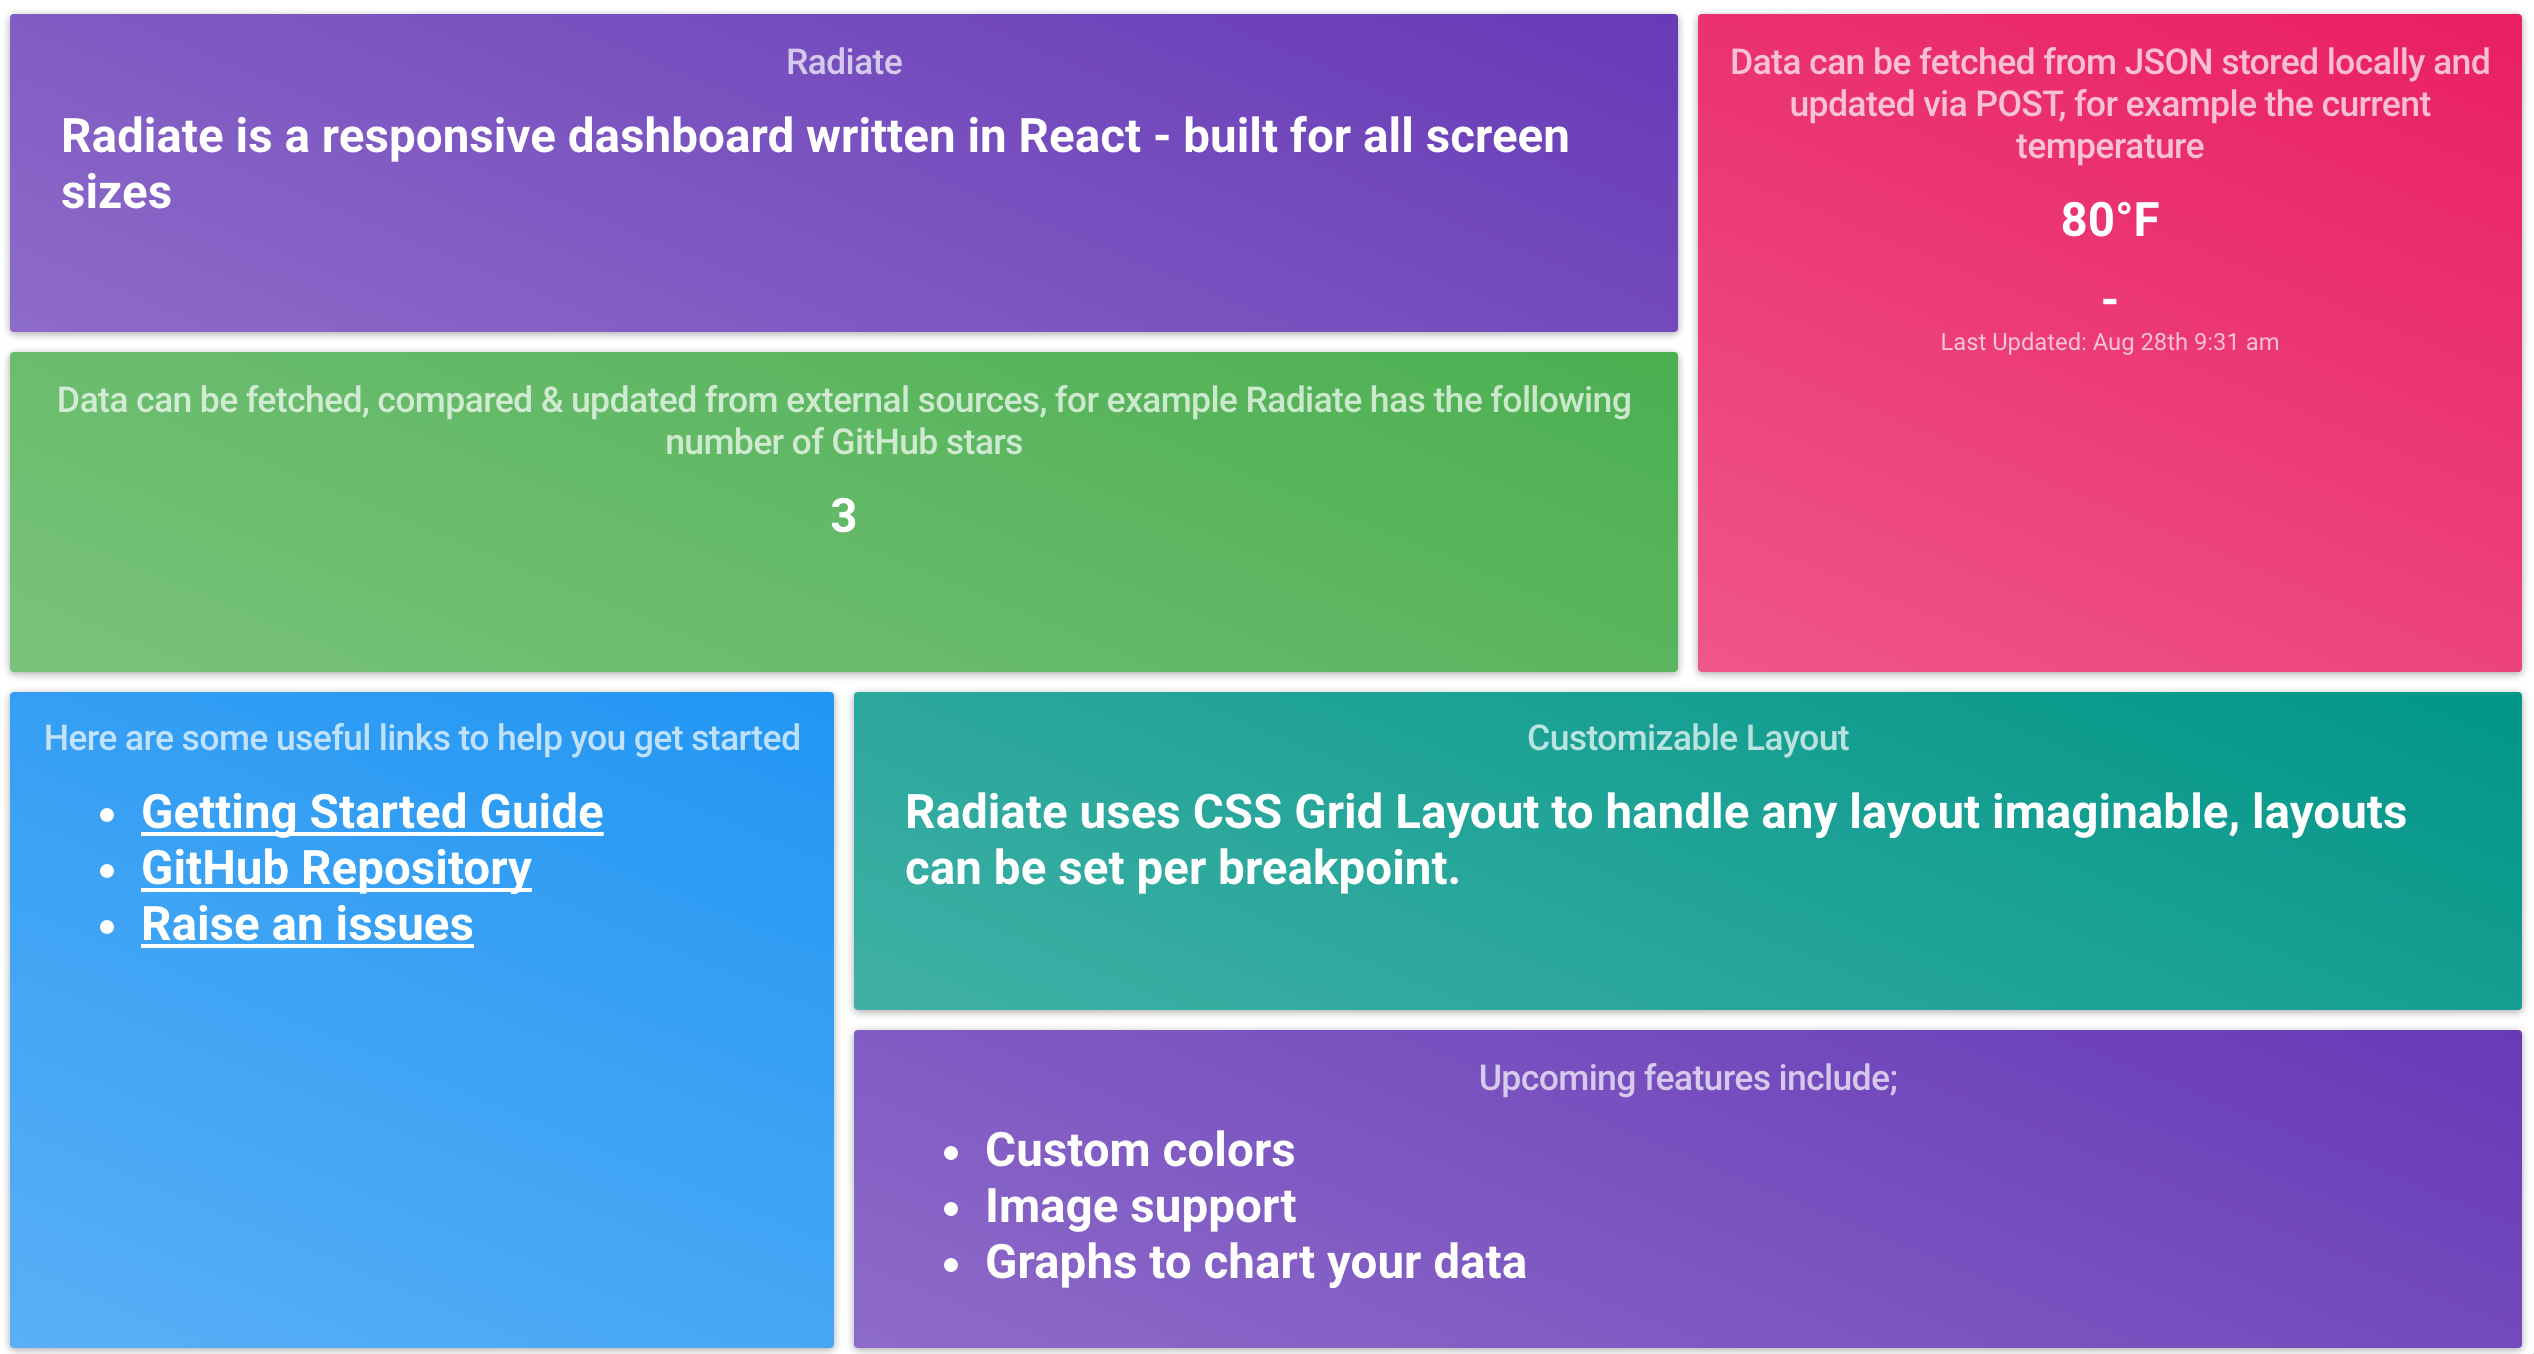 Radiate
Radiate is a responsive dashboard written in React - built for all screen
sizes
Data can be fetched from JSON stored locally and
updated via POST, for example the current
temperature
80°F
-
Last Updated: Aug 28th 9:31 am
Data can be fetched, compared & updated from external sources, for example Radiate has the following
number of GitHub stars
3
Here are some useful links to help you get started
• Getting Started Guide
• GitHub Repository
• Raise an issues
Customizable Layout
Radiate uses CSS Grid Layout to handle any layout imaginable, layouts
can be set per breakpoint.
Upcoming features include;
• Custom colors
• Image support
• Graphs to chart your data